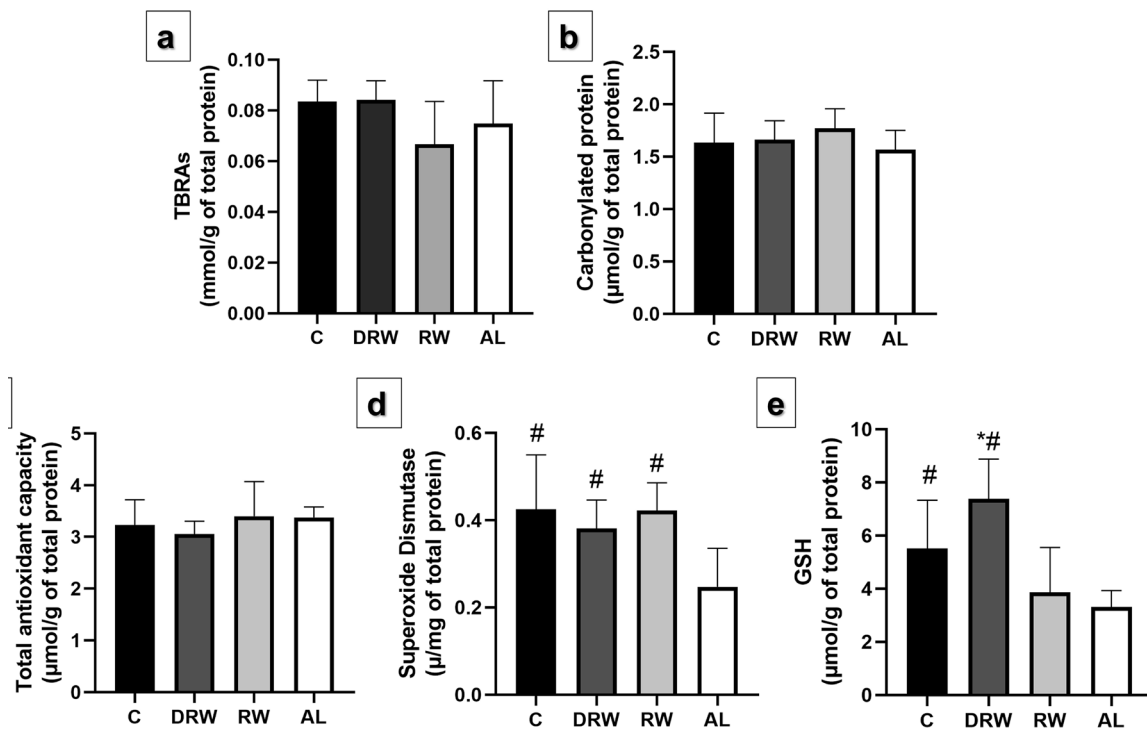 a
TBRAs
(mmol/g of total protein)
0.10
0.08
0.06
0.04
0.02
0.00
C DRW RW AL
b
Carbonylated protein
(µmol/g of total protein)
2.5
2.0
1.5
1.0
0.5
0.0
C DRW RW AL
Total antioxidant capacity
(µmol/g of total protein)
5
4
3
2
1
0
C DRW RW AL
d
Superoxide Dismutase
(µ/mg of total protein)
0.6
0.4
0.2
0.0
# # #
C DRW RW AL
e
GSH
(µmol/g of total protein)
10
8
6
4
2
0
# *#
C DRW RW AL